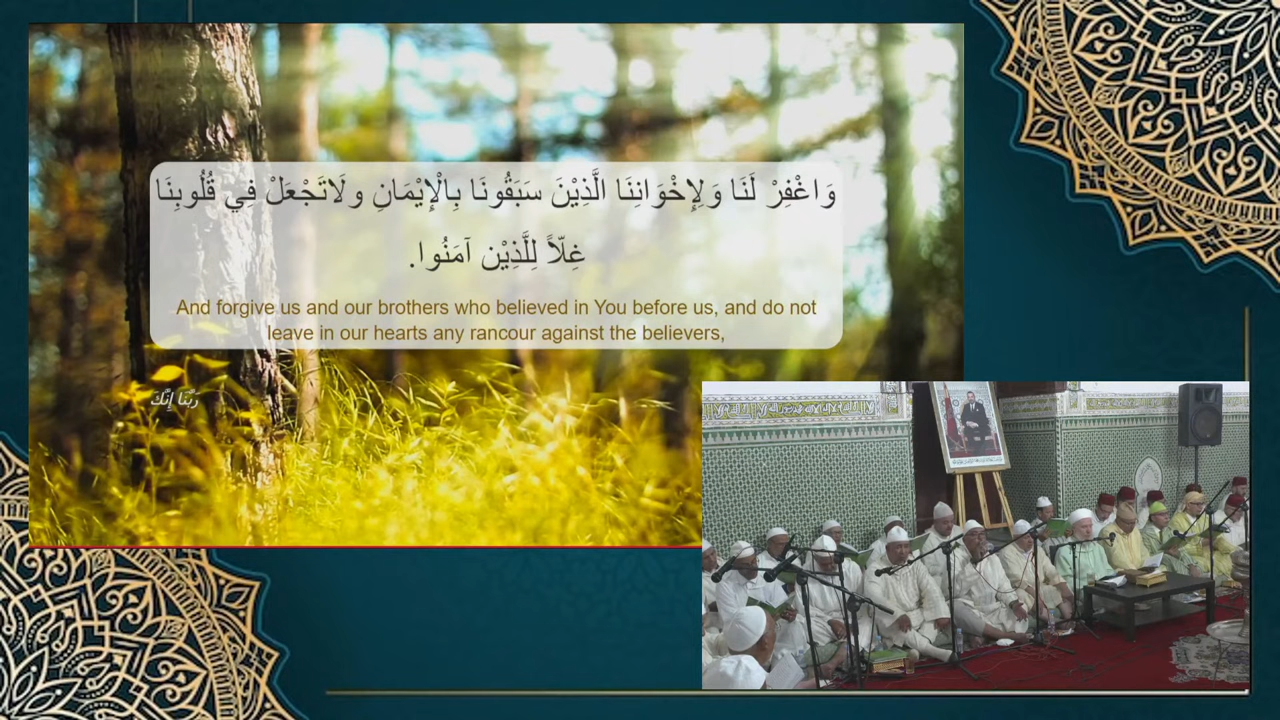 وَاغْفِرْ لَنَا وَلِإِخْوَانِنَا الَّذِيْنَ سَبَقُونَا بِالْإِيْمَانِ ولَاتَجْعَلْ فِي قُلُوبِنَا
غِلّاً لِلَّذِيْن آمَنُوا.
And forgive us and our brothers who believed in You before us, and do not
leave in our hearts any rancour against the believers,
رَبَّنَا إِنَّكَ